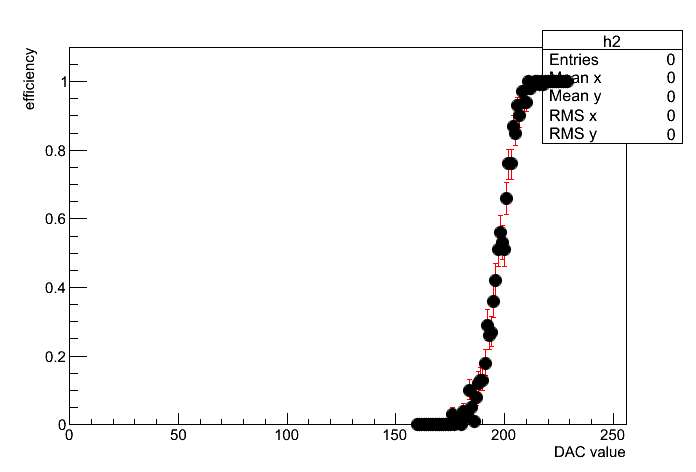 h2
Entries 0
Mean x 0
Mean y 0
RMS x 0
RMS y 0
efficiency
1
0.8
0.6
0.4
0.2
0
0 50 100 150 200 250
DAC value